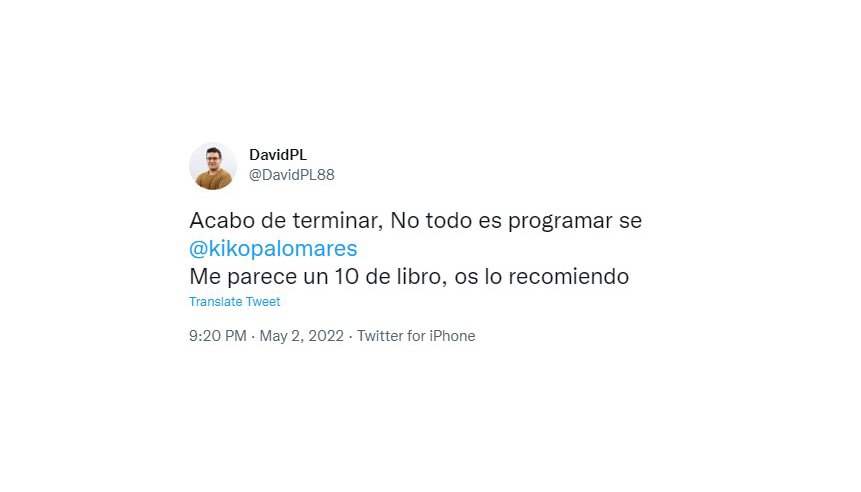 DavidPL
@DavidPL88
Acabo de terminar, No todo es programar se
@kikopalomares
Me parece un 10 de libro, os lo recomiendo
Translate Tweet
9:20 PM · May 2, 2022 · Twitter for iPhone